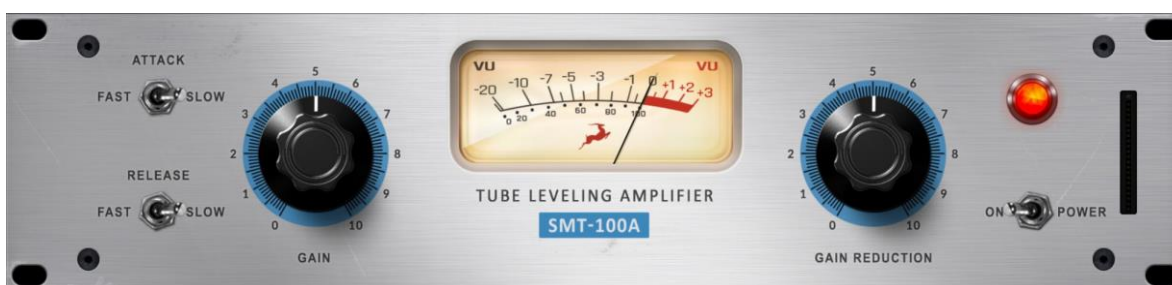 ATTACK
FAST SLOW
RELEASE
FAST SLOW
0 1 2 3 4 5 6 7 8 9 10
GAIN
VU VU
-20 -10 -7 -5 -3 -1 0 +1 +2 +3
0 20 40 60 80 100
TUBE LEVELING AMPLIFIER
SMT-100A
0 1 2 3 4 5 6 7 8 9 10
GAIN REDUCTION
ON POWER